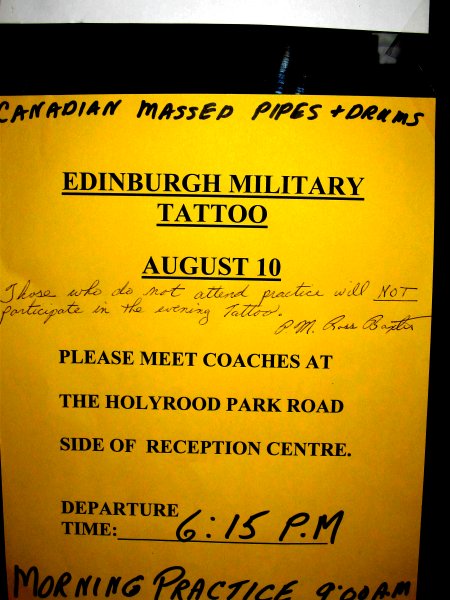 CANADIAN MASSED PIPES + DRUMS
EDINBURGH MILITARY
TATTOO
AUGUST 10
Those who do not attend practice will NOT
participate in the evening Tattoo.
P.M. Ross Baxter
PLEASE MEET COACHES AT
THE HOLYROOD PARK ROAD
SIDE OF RECEPTION CENTRE.
DEPARTURE
TIME: 6:15 P.M
MORNING PRACTICE 9:00 A.M